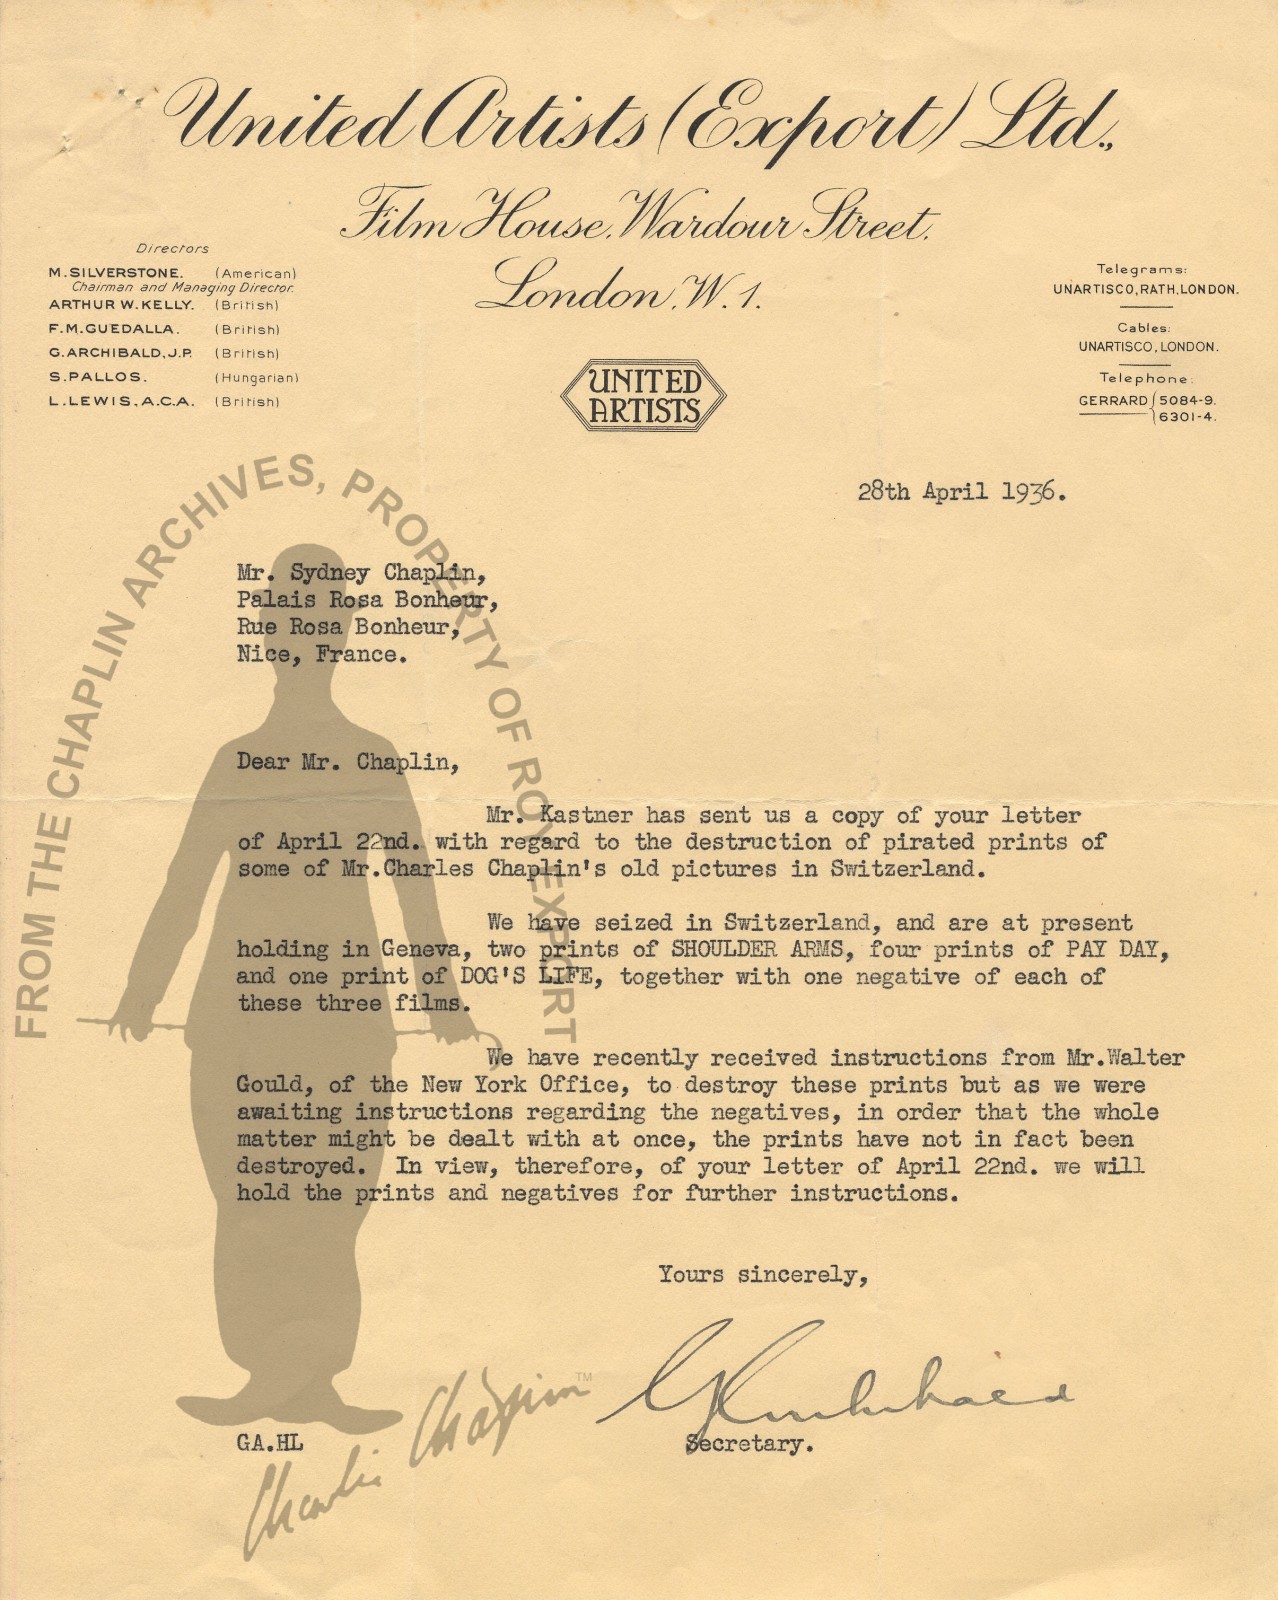 United Artists (Export) Ltd.,
Film House, Wardour Street,
London, W.1.
Directors
M. SILVERSTONE. (American)
Chairman and Managing Director.
ARTHUR W. KELLY. (British)
F. M. GUEDALLA. (British)
G. ARCHIBALD, J.P. (British)
S. PALLOS. (Hungarian)
L. LEWIS, A.C.A. (British)
Telegrams:
UNARTISCO, RATH, LONDON.
Cables:
UNARTISCO, LONDON.
Telephone:
GERRARD { 5084-9.
6301-4.
UNITED
ARTISTS
28th April 1936.
Mr. Sydney Chaplin,
Palais Rosa Bonheur,
Rue Rosa Bonheur,
Nice, France.
Dear Mr. Chaplin,
Mr. Kastner has sent us a copy of your letter
of April 22nd. with regard to the destruction of pirated prints of
some of Mr.Charles Chaplin's old pictures in Switzerland.
We have seized in Switzerland, and are at present
holding in Geneva, two prints of SHOULDER ARMS, four prints of PAY DAY,
and one print of DOG'S LIFE, together with one negative of each of
these three films.
We have recently received instructions from Mr.Walter
Gould, of the New York Office, to destroy these prints but as we were
awaiting instructions regarding the negatives, in order that the whole
matter might be dealt with at once, the prints have not in fact been
destroyed. In view, therefore, of your letter of April 22nd. we will
hold the prints and negatives for further instructions.
Yours sincerely,
G Archibald
Secretary.
GA.HL
FROM THE CHAPLIN ARCHIVES, PROPERTY OF ROY EXPORT
Charlie Chaplin ™